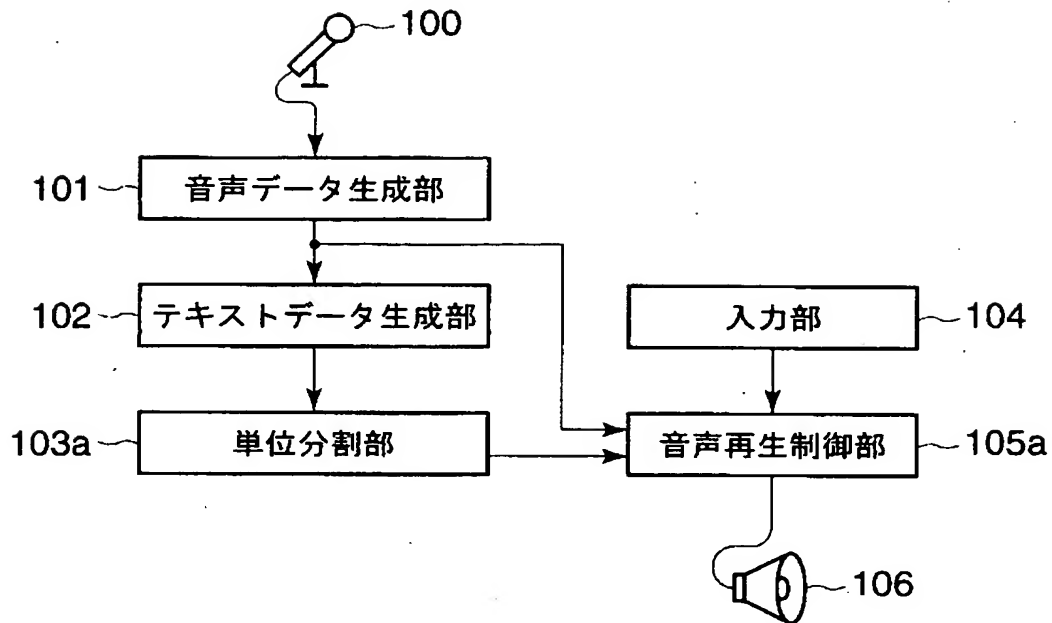 100
101
音声データ生成部
102
テキストデータ生成部
入力部
104
103a
単位分割部
音声再生制御部
105a
106